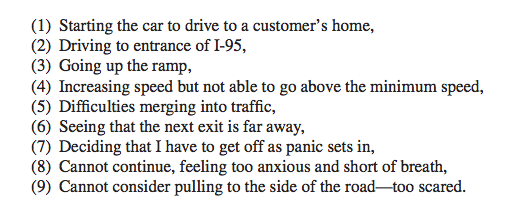 (1) Starting the car to drive to a customer’s home,
(2) Driving to entrance of I-95,
(3) Going up the ramp,
(4) Increasing speed but not able to go above the minimum speed,
(5) Difficulties merging into traffic,
(6) Seeing that the next exit is far away,
(7) Deciding that I have to get off as panic sets in,
(8) Cannot continue, feeling too anxious and short of breath,
(9) Cannot consider pulling to the side of the road—too scared.